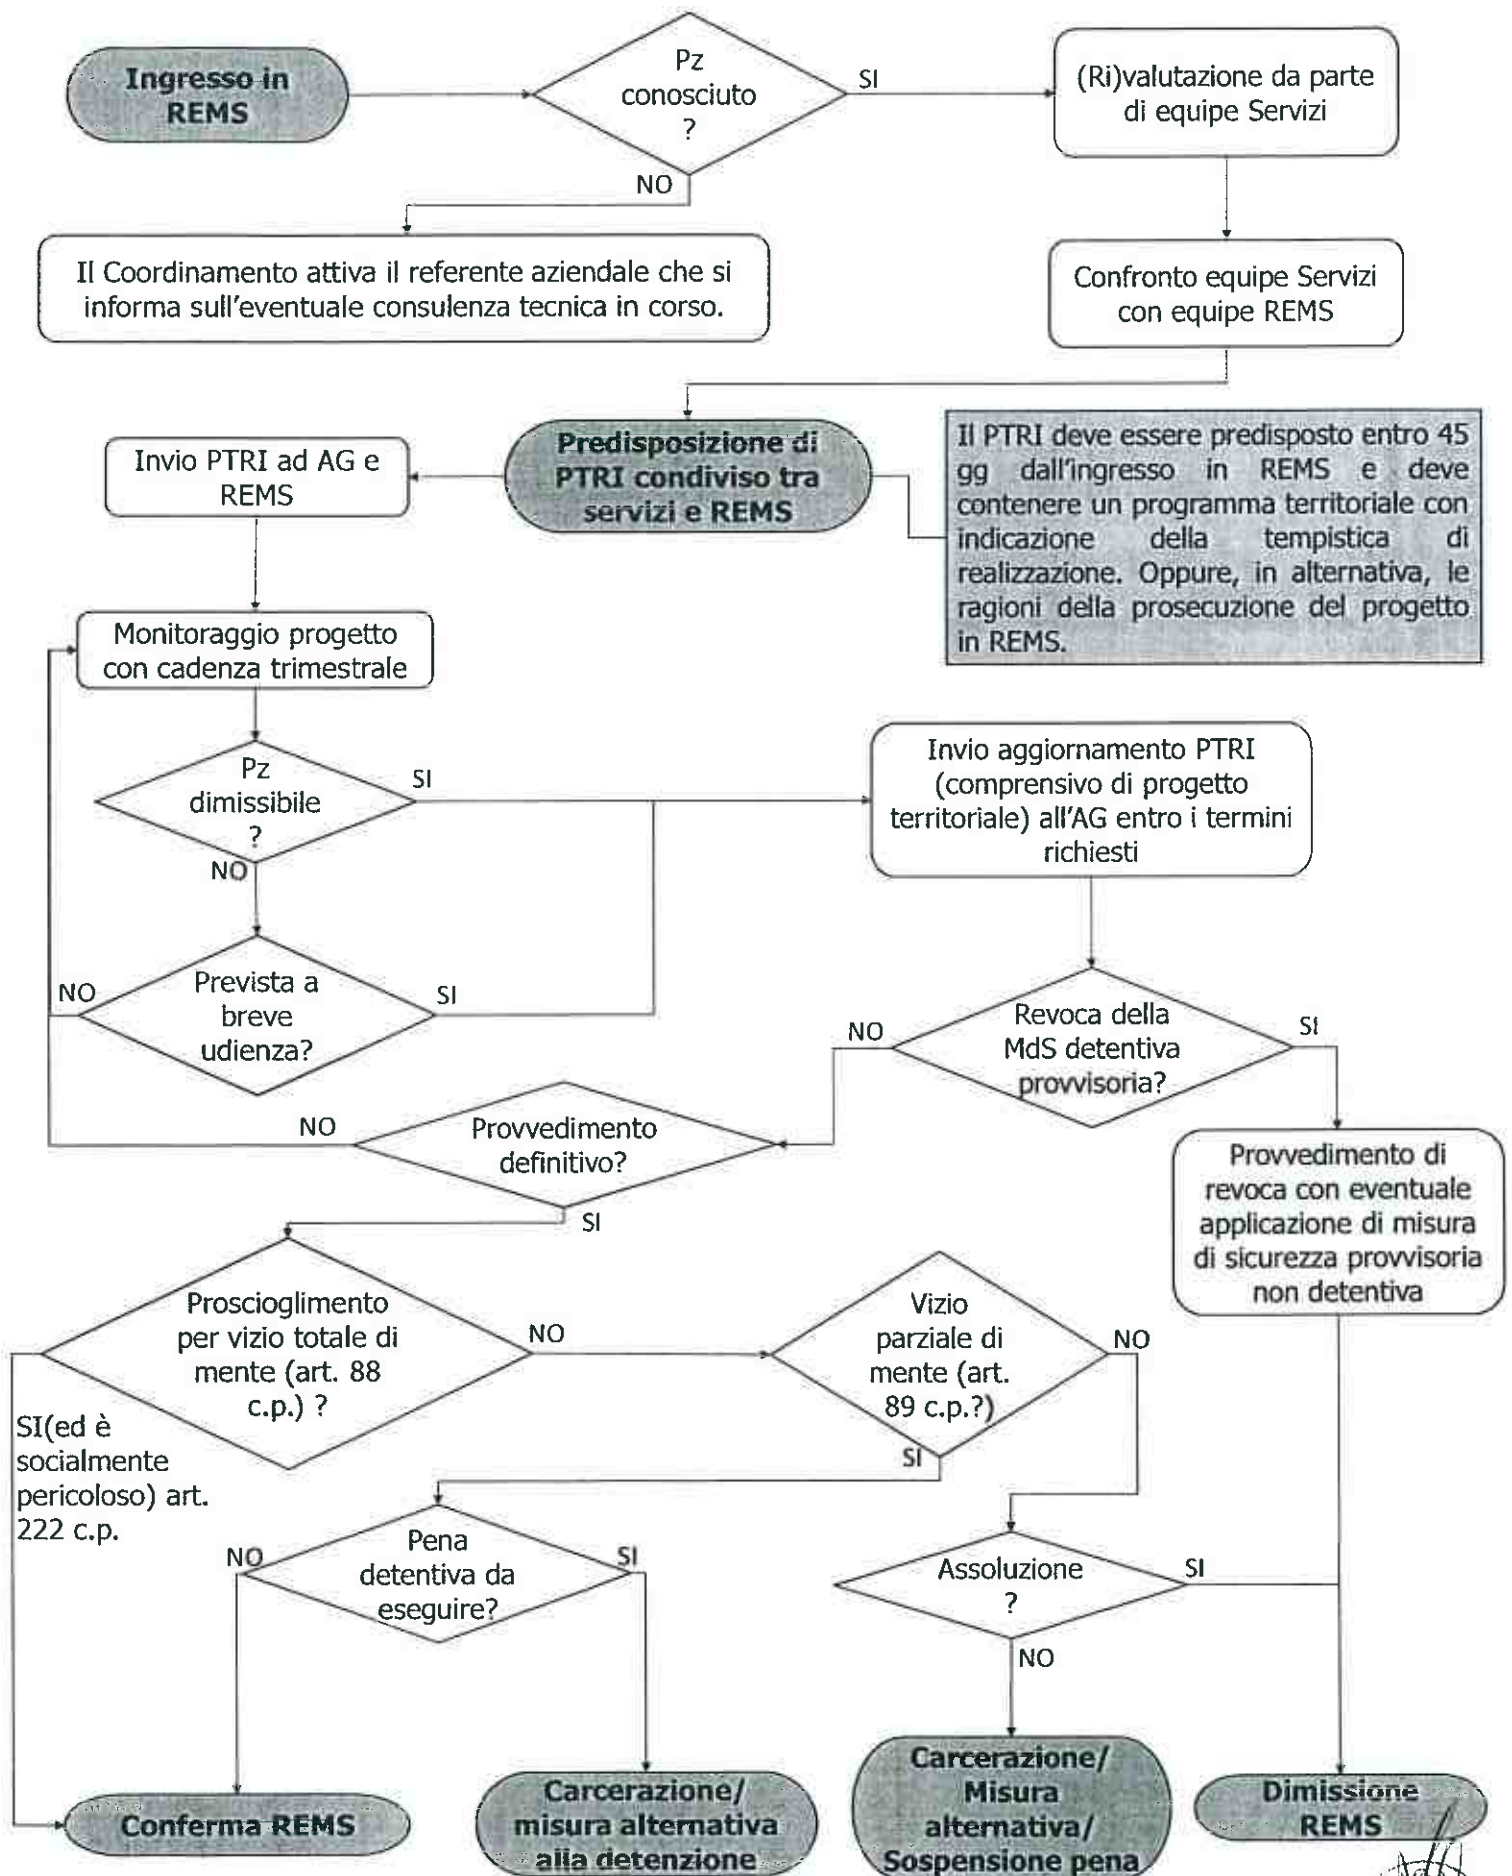 Ingresso in
REMS
Pz
conosciuto
?
SI
(Ri)valutazione da parte
di equipe Servizi
NO
Il Coordinamento attiva il referente aziendale che si
informa sull'eventuale consulenza tecnica in corso.
Confronto equipe Servizi
con equipe REMS
Invio PTRI ad AG e
REMS
Predisposizione di
PTRI condiviso tra
servizi e REMS
Il PTRI deve essere predisposto entro 45
gg dall'ingresso in REMS e deve
contenere un programma territoriale con
indicazione della tempistica di
realizzazione. Oppure, in alternativa, le
ragioni della prosecuzione del progetto
in REMS.
Monitoraggio progetto
con cadenza trimestrale
Pz
dimissibile
?
SI
NO
Invio aggiornamento PTRI
(comprensivo di progetto
territoriale) all'AG entro i termini
richiesti
Prevista a
breve
udienza?
NO
SI
Revoca della
MdS detentiva
provvisoria?
NO
SI
Provvedimento
definitivo?
NO
SI
Provvedimento di
revoca con eventuale
applicazione di misura
di sicurezza provvisoria
non detentiva
Proscioglimento
per vizio totale di
mente (art. 88
c.p.) ?
NO
SI(ed è
socialmente
pericoloso) art.
222 c.p.
Vizio
parziale di
mente (art.
89 c.p.?)
NO
SI
Pena
detentiva da
eseguire?
NO
SI
Assoluzione
?
SI
NO
Conferma REMS
Carcerazione/
misura alternativa
alla detenzione
Carcerazione/
Misura
alternativa/
Sospensione pena
Dimissione
REMS